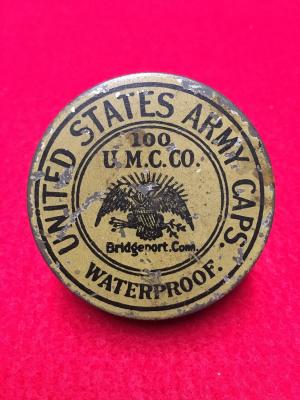 UNITED STATES ARMY CAPS.
100
U.M.C.CO.
Bridgeport.Conn.
WATERPROOF.